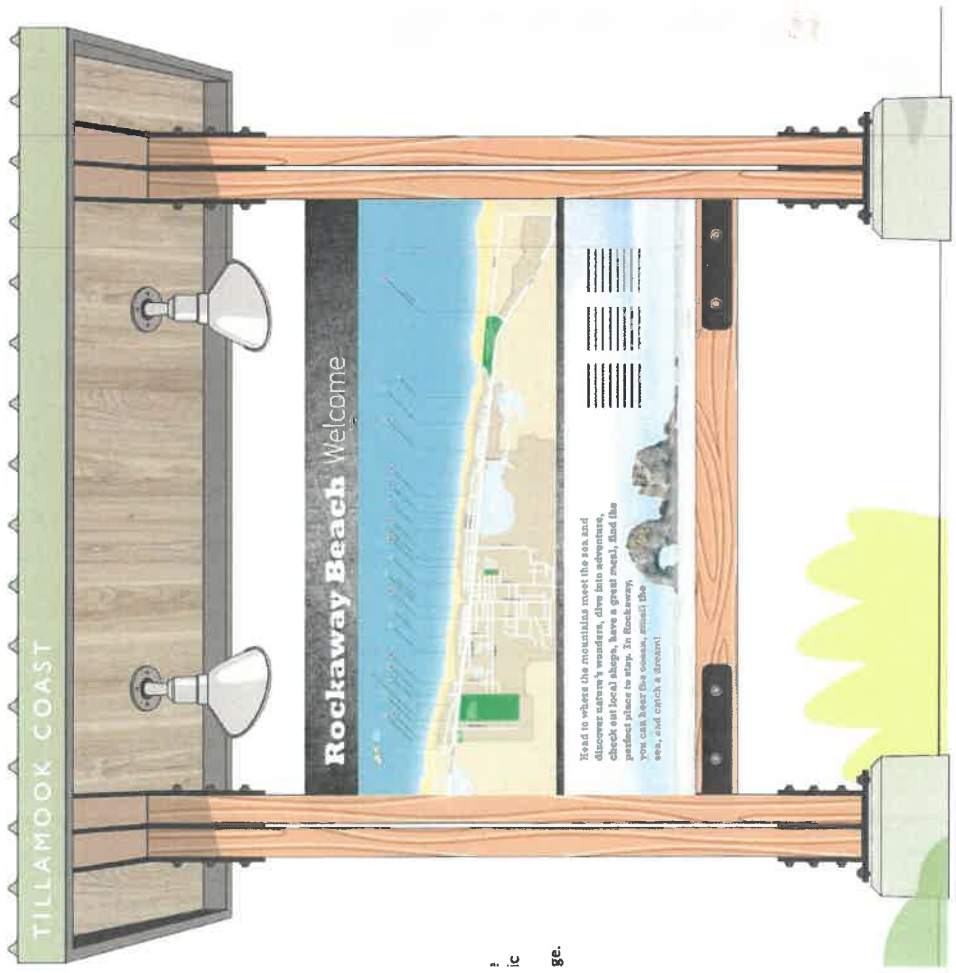 TILLAMOOK COAST
Rockaway Beach Welcome
Head to where the mountains meet the sea and
discover nature's wonders, dive into adventure,
check out local shops, have a great meal, find the
perfect place to stay. In Rockaway,
you can hear the ocean, smell the
sea, and catch a dream!
ic
ge.